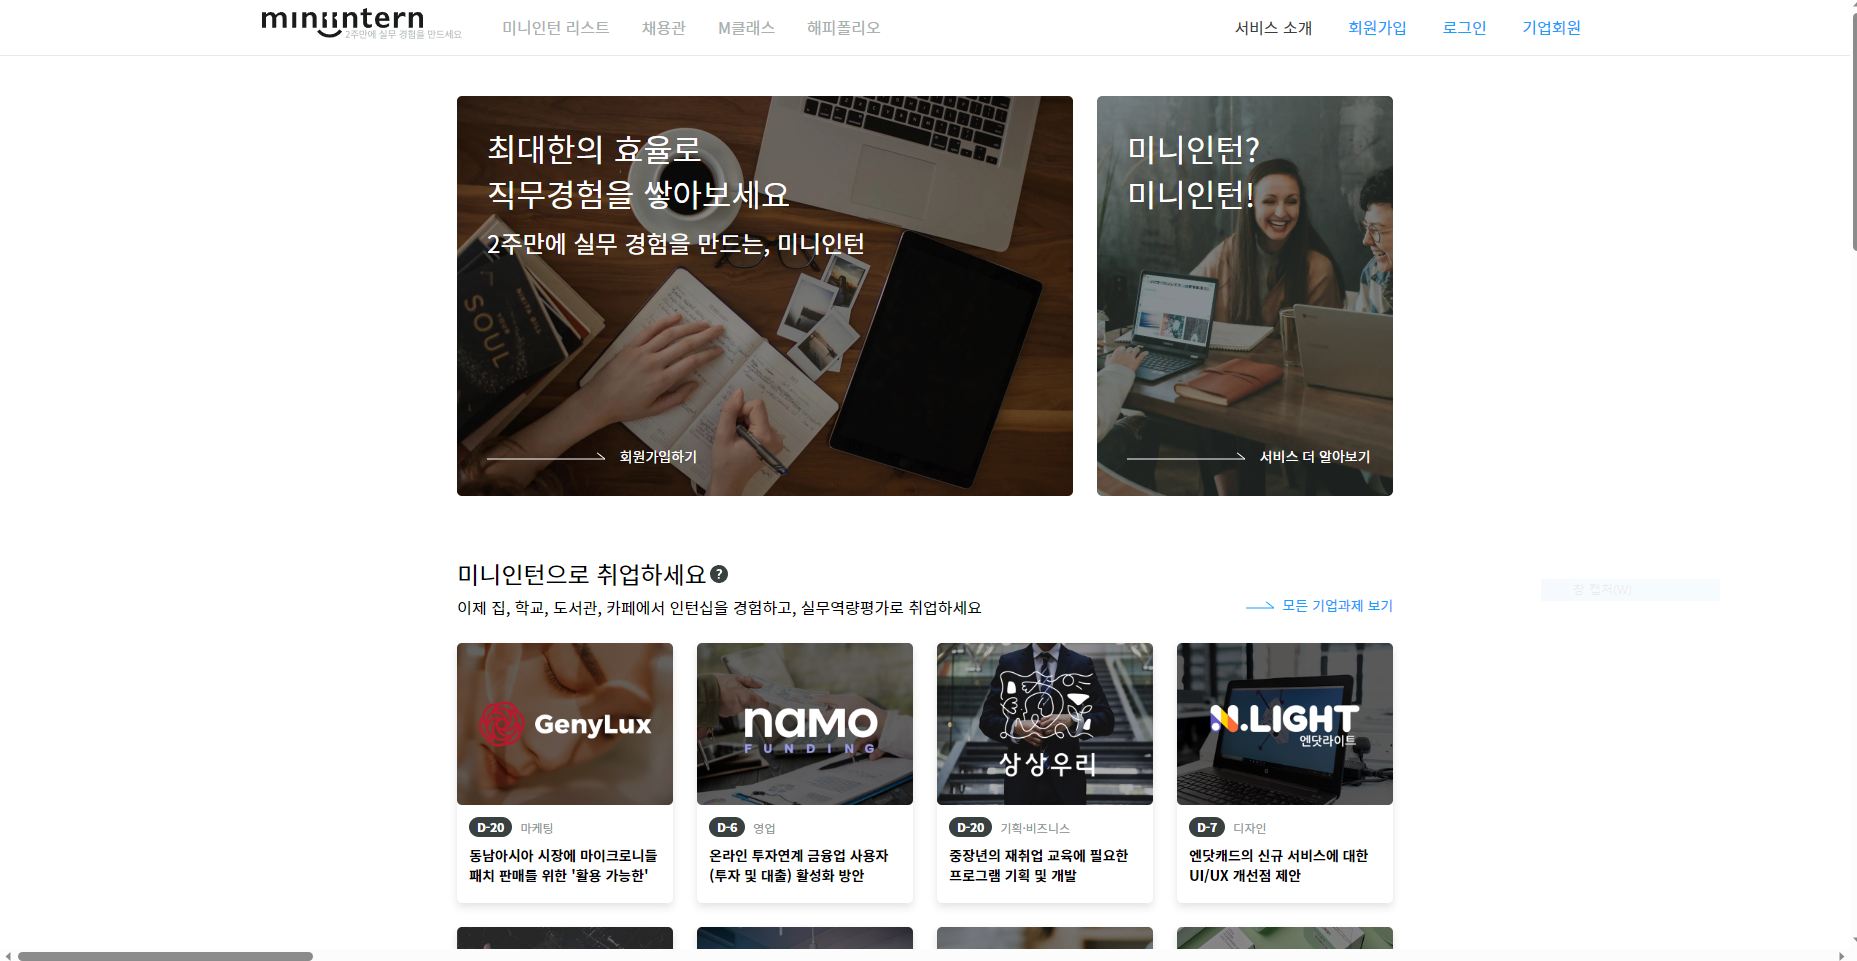 miniintern
2주만에 실무 경험을 만드세요
미니인턴 리스트
채용관
M클래스
해피폴리오
서비스 소개
회원가입
로그인
기업회원
최대한의 효율로
직무경험을 쌓아보세요
2주만에 실무 경험을 만드는, 미니인턴
회원가입하기
SOUL
미니인턴?
미니인턴!
서비스 더 알아보기
미니인턴으로 취업하세요 ?
이제 집, 학교, 도서관, 카페에서 인턴십을 경험하고, 실무역량평가로 취업하세요
모든 기업과제 보기
창 캡처(W)
GenyLux
D-20 마케팅
동남아시아 시장에 마이크로니들
패치 판매를 위한 '활용 가능한'
NAMO
FUNDING
D-6 영업
온라인 투자연계 금융업 사용자
(투자 및 대출) 활성화 방안
상상우리
D-20 기획·비즈니스
중장년의 재취업 교육에 필요한
프로그램 기획 및 개발
N.LIGHT
엔닷라이트
D-7 디자인
엔닷캐드의 신규 서비스에 대한
UI/UX 개선점 제안